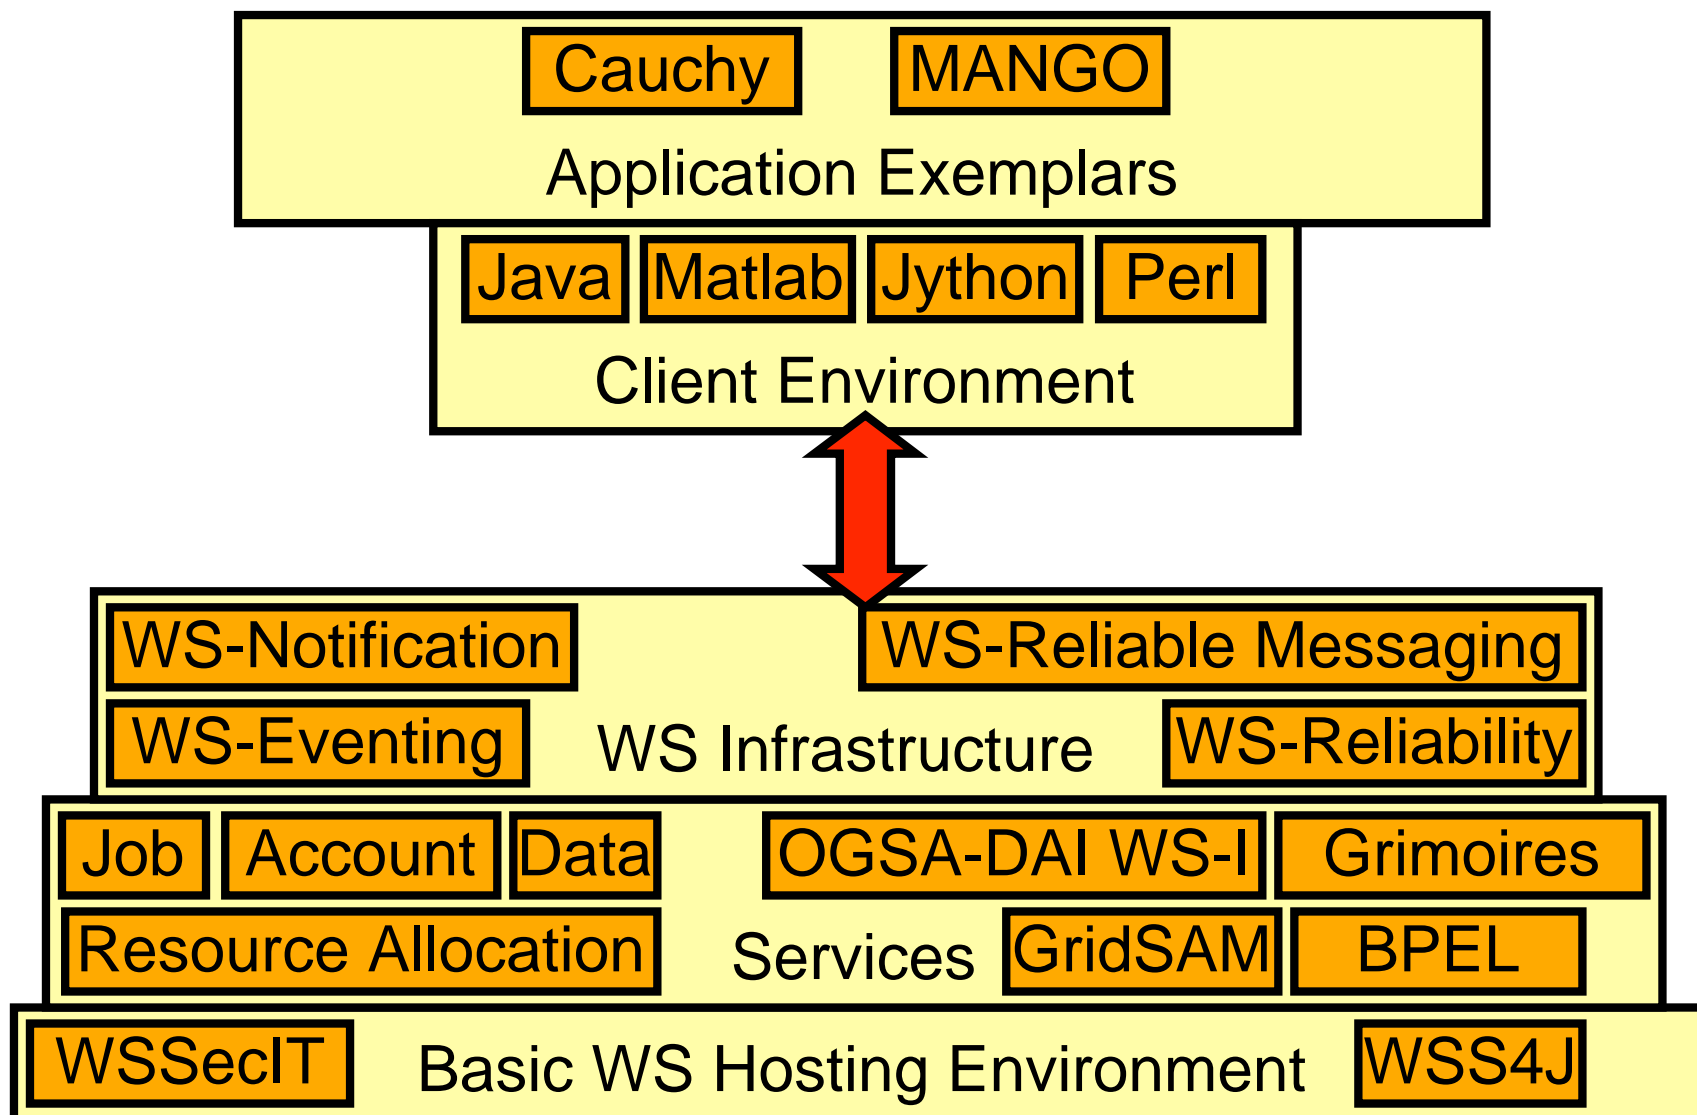 Cauchy MANGO
Application Exemplars
Java Matlab Jython Perl
Client Environment
WS-Notification WS-Reliable Messaging
WS-Eventing WS Infrastructure WS-Reliability
Job Account Data OGSA-DAI WS-I Grimoires
Resource Allocation Services GridSAM BPEL
WSSecIT Basic WS Hosting Environment WSS4J